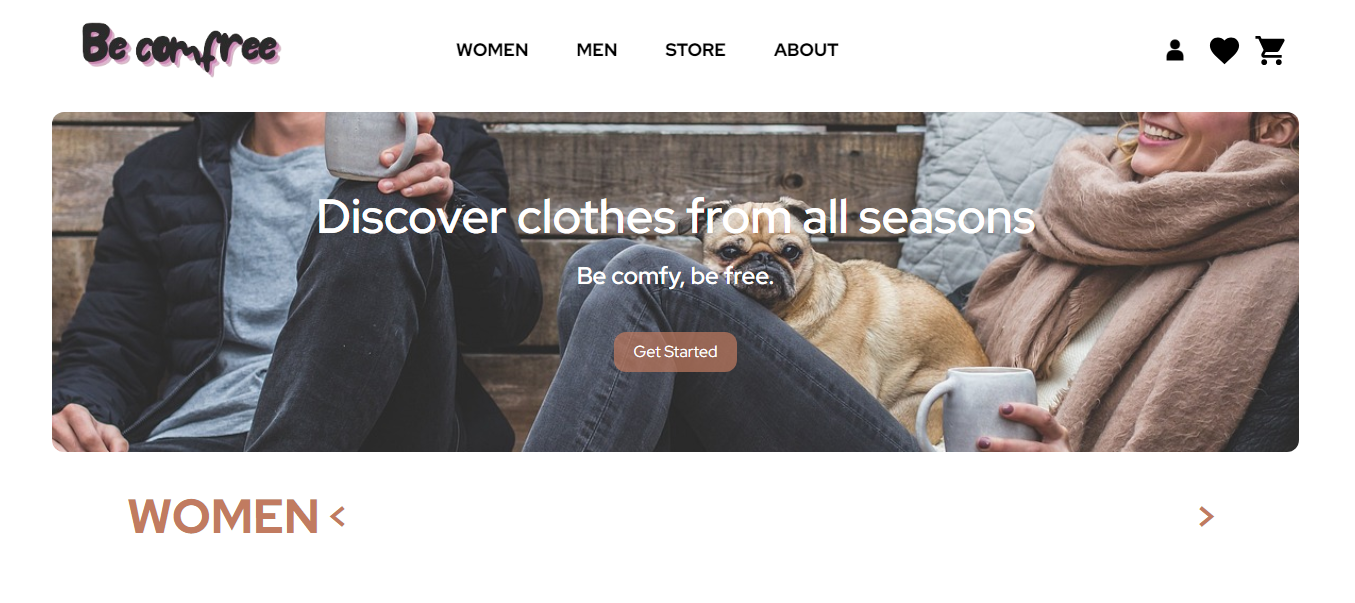 Be comfree
WOMEN MEN STORE ABOUT
Discover clothes from all seasons
Be comfy, be free.
Get Started
WOMEN < >